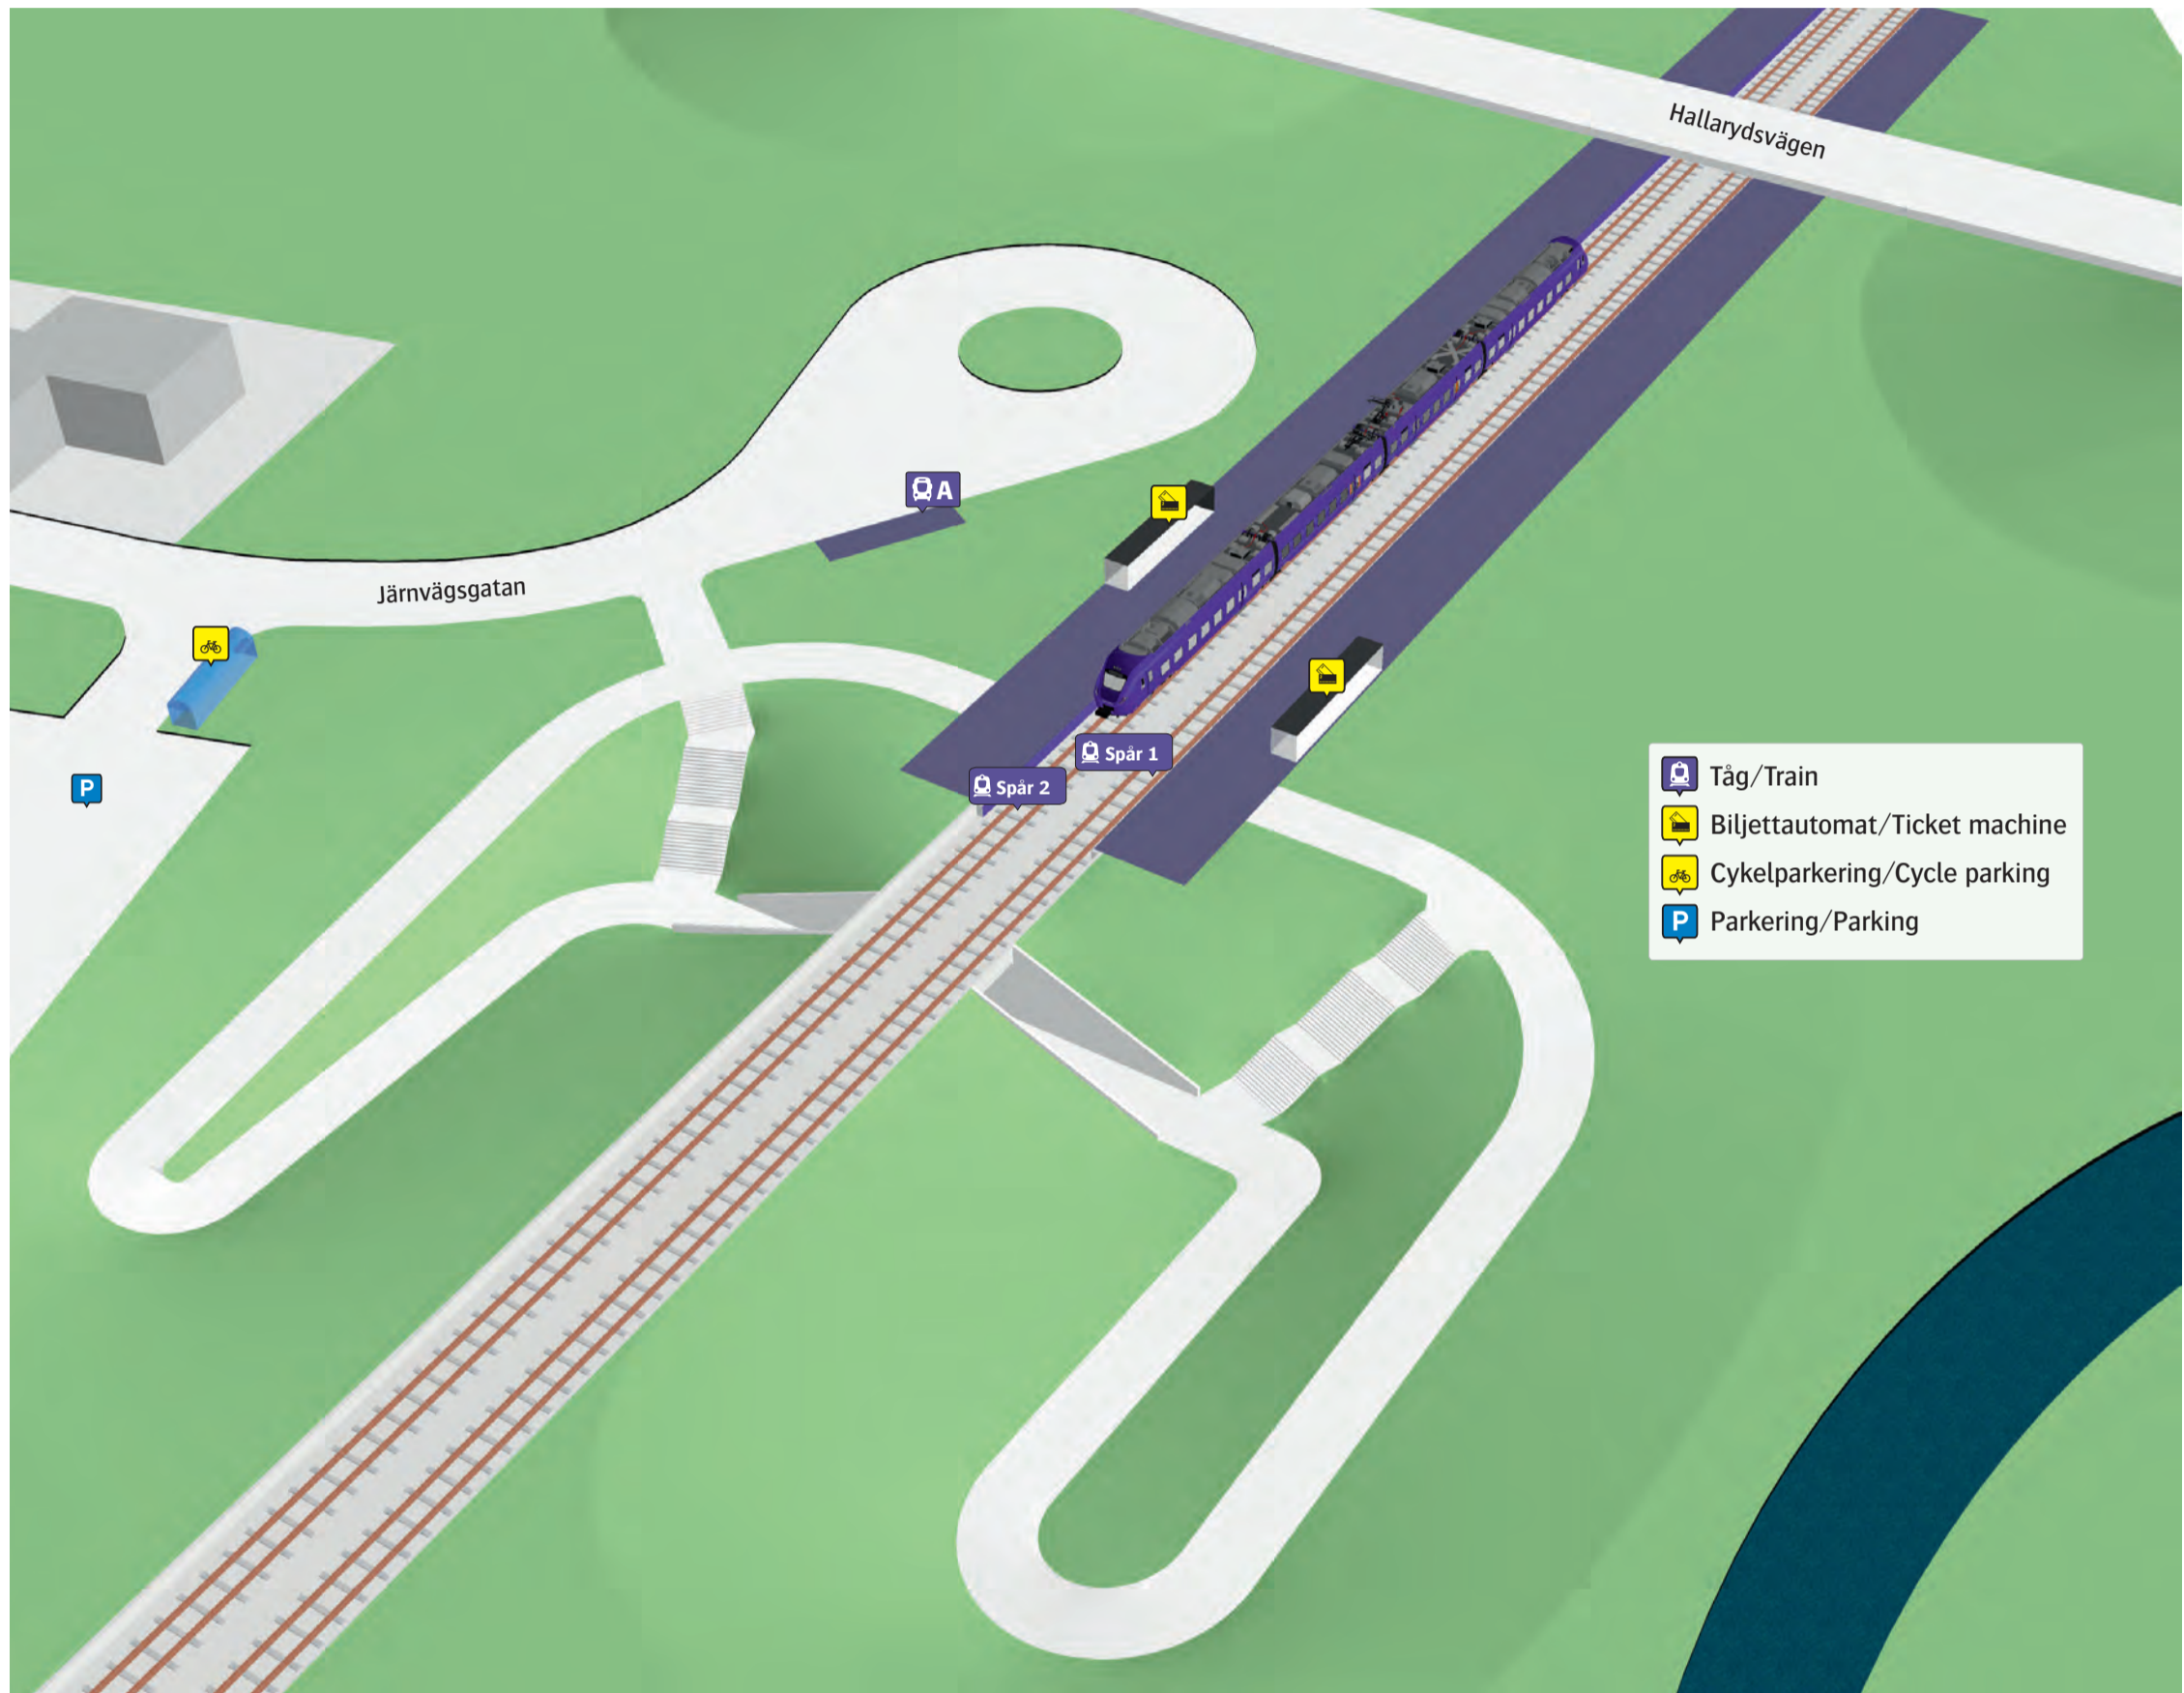 Hallarydsvägen
A
Järnvägsgatan
Spår 1
Spår 2
P
Tåg/Train
Biljettautomat/Ticket machine
Cykelparkering/Cycle parking
P Parkering/Parking